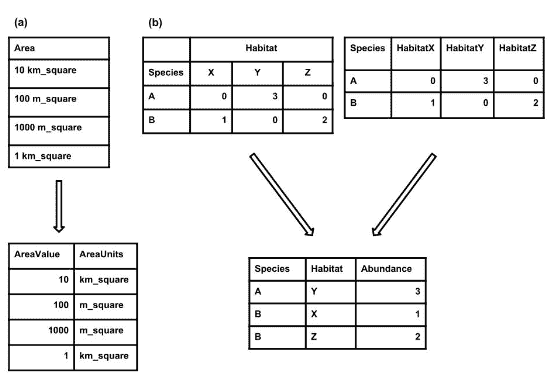 (a)
Area
10 km_square
100 m_square
1000 m_square
1 km_square
AreaValue AreaUnits
10 km_square
100 m_square
1000 m_square
1 km_square
(b)
Habitat
Species X Y Z
A 0 3 0
B 1 0 2
Species HabitatX HabitatY HabitatZ
A 0 3 0
B 1 0 2
Species Habitat Abundance
A Y 3
B X 1
B Z 2